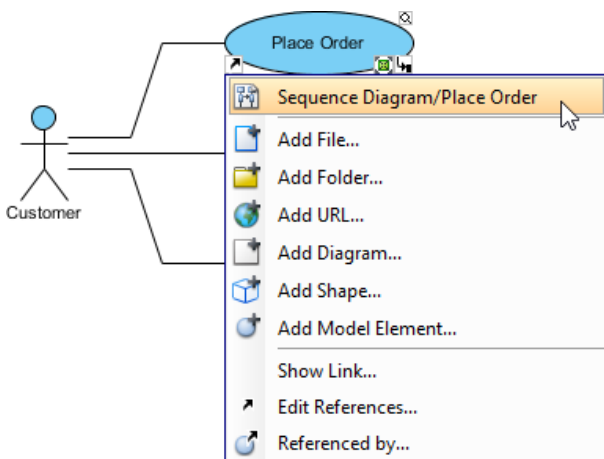 Place Order
Sequence Diagram/Place Order
Add File...
Add Folder...
Add URL...
Customer
Add Diagram...
Add Shape...
Add Model Element...
Show Link...
Edit References...
Referenced by...